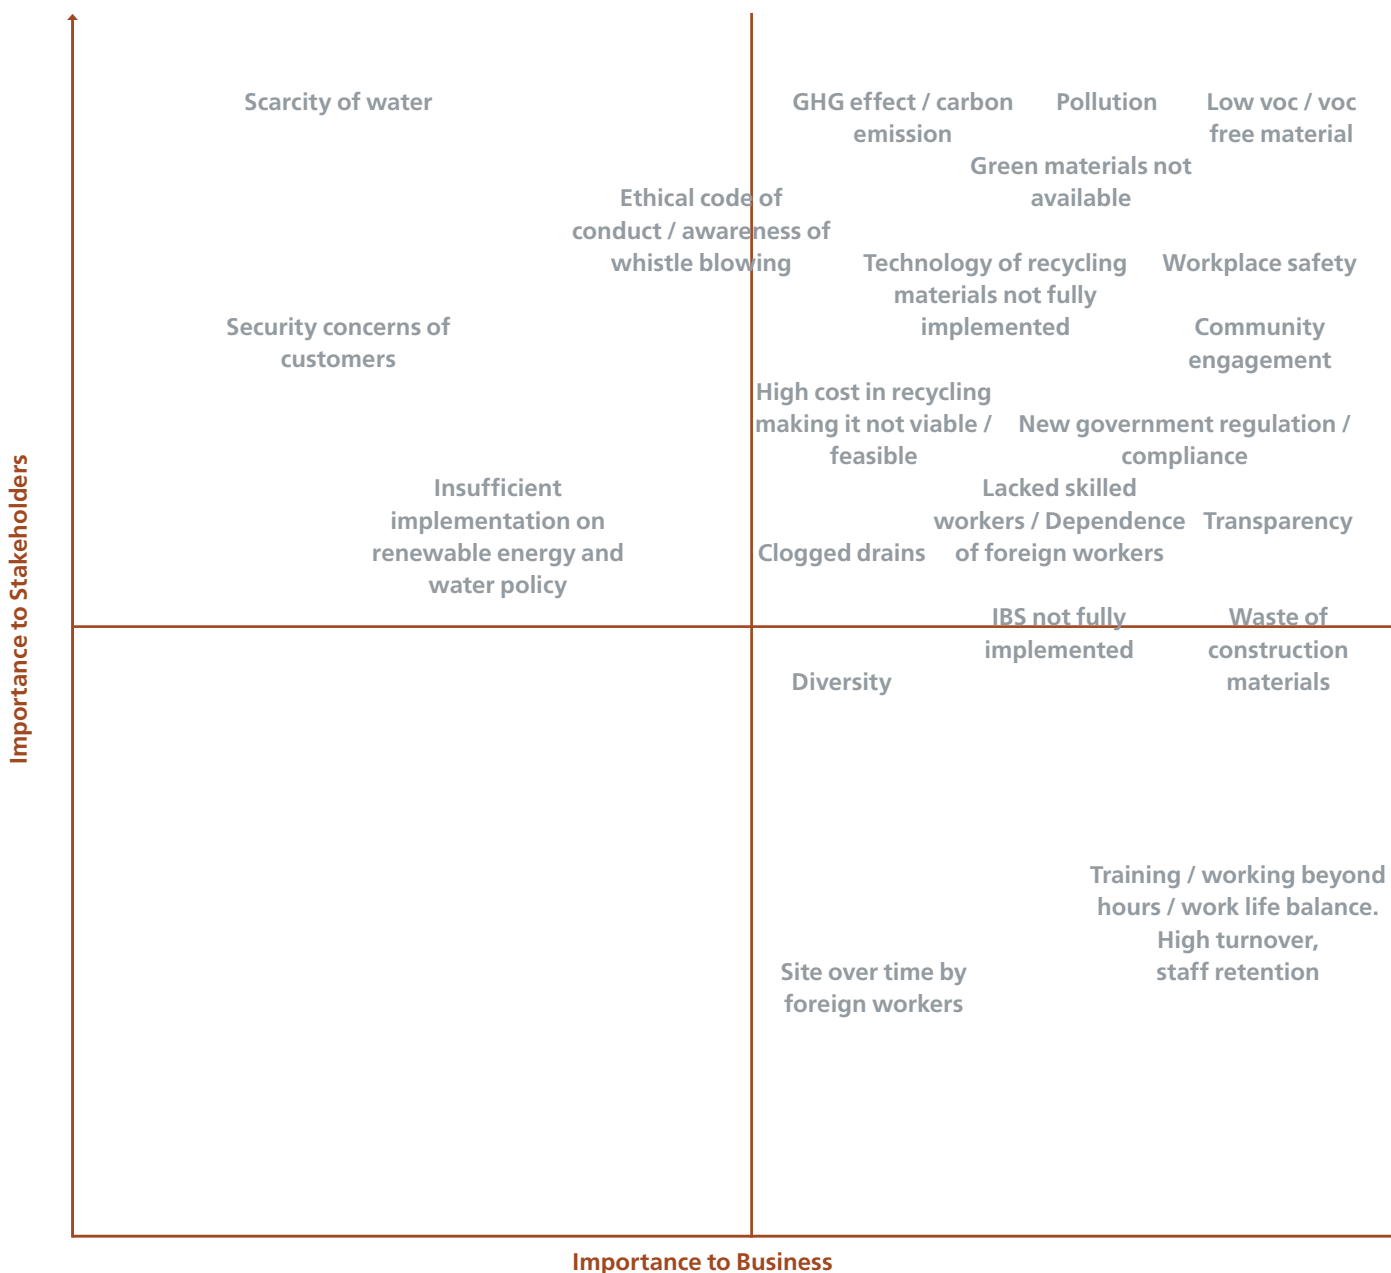 Scarcity of water
GHG effect / carbon
emission
Pollution
Low voc / voc
free material
Green materials not
available
Ethical code of
conduct / awareness of
whistle blowing
Technology of recycling
materials not fully
implemented
Workplace safety
Security concerns of
customers
Community
engagement
High cost in recycling
making it not viable /
feasible
New government regulation /
compliance
Insufficient
implementation on
renewable energy and
water policy
Lacked skilled
workers / Dependence
of foreign workers
Transparency
Clogged drains
IBS not fully
implemented
Waste of
construction
materials
Diversity
Training / working beyond
hours / work life balance.
High turnover,
staff retention
Site over time by
foreign workers
Importance to Stakeholders
Importance to Business